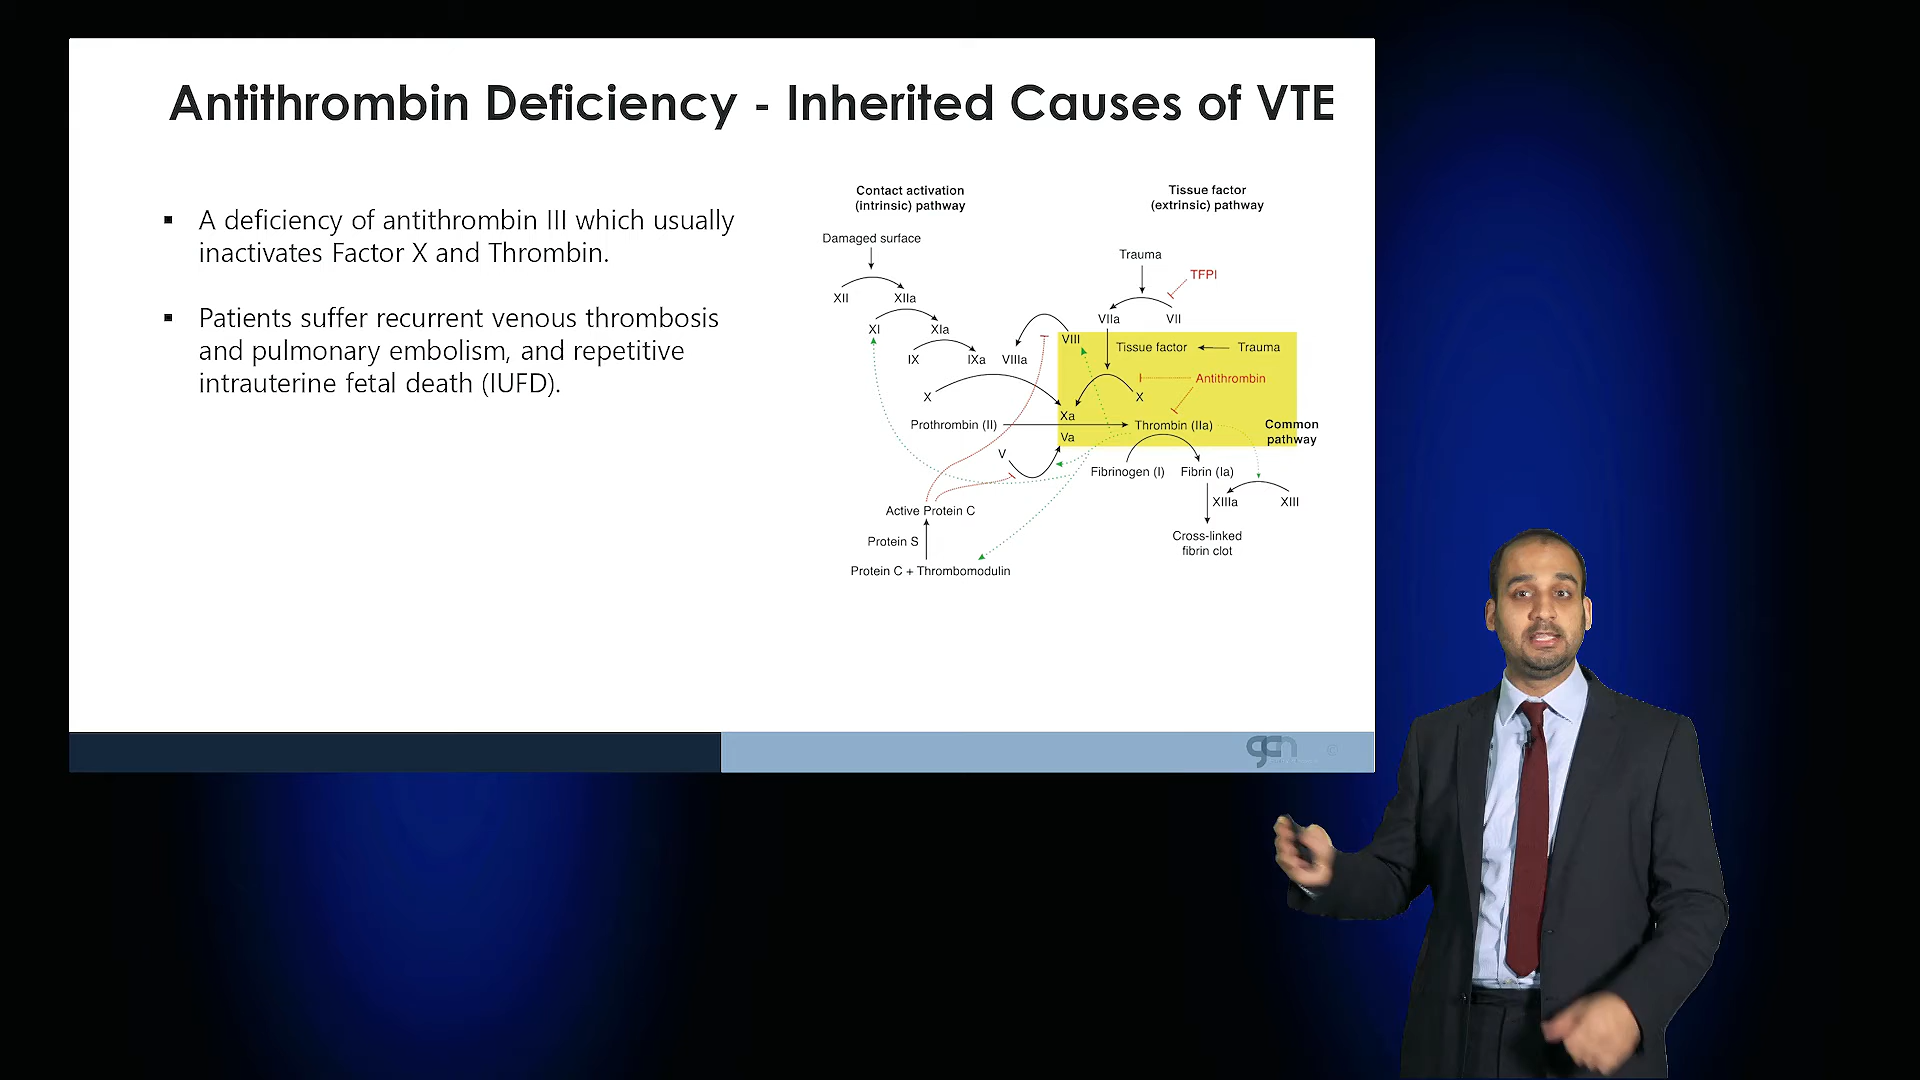 Antithrombin Deficiency - Inherited Causes of VTE
A deficiency of antithrombin III which usually
inactivates Factor X and Thrombin.
Patients suffer recurrent venous thrombosis
and pulmonary embolism, and repetitive
intrauterine fetal death (IUFD).
Contact activation
(intrinsic) pathway
Tissue factor
(extrinsic) pathway
Damaged surface
Trauma
TFPI
XII
XIIa
VIIa
VII
XI
XIa
VIII
Tissue factor
Trauma
IX
IXa
VIIIa
Antithrombin
X
X
Xa
Prothrombin (II)
Thrombin (IIa)
Common
pathway
Va
V
Fibrinogen (I)
Fibrin (Ia)
XIIIa
XIII
Active Protein C
Cross-linked
fibrin clot
Protein S
Protein C + Thrombomodulin
gcn